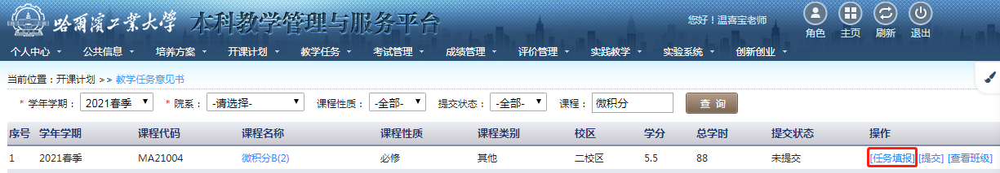 哈尔滨工业大学 本科教学管理与服务平台 您好！温喜宝老师 角色 主页 刷新 退出
个人中心 公共信息 培养方案 开课计划 教学任务 考试管理 成绩管理 评价管理 实践教学 实验系统 创新创业
当前位置：开课计划 >> 教学任务意见书
* 学年学期： 2021春季 * 院系： -请选择- 课程性质： -全部- 提交状态： -全部- 课程： 微积分 查 询
序号 学年学期 课程代码 课程名称 课程性质 课程类别 校区 学分 总学时 提交状态 操作
1 2021春季 MA21004 微积分B(2) 必修 其他 二校区 5.5 88 未提交 [任务填报] [提交] [查看班级]